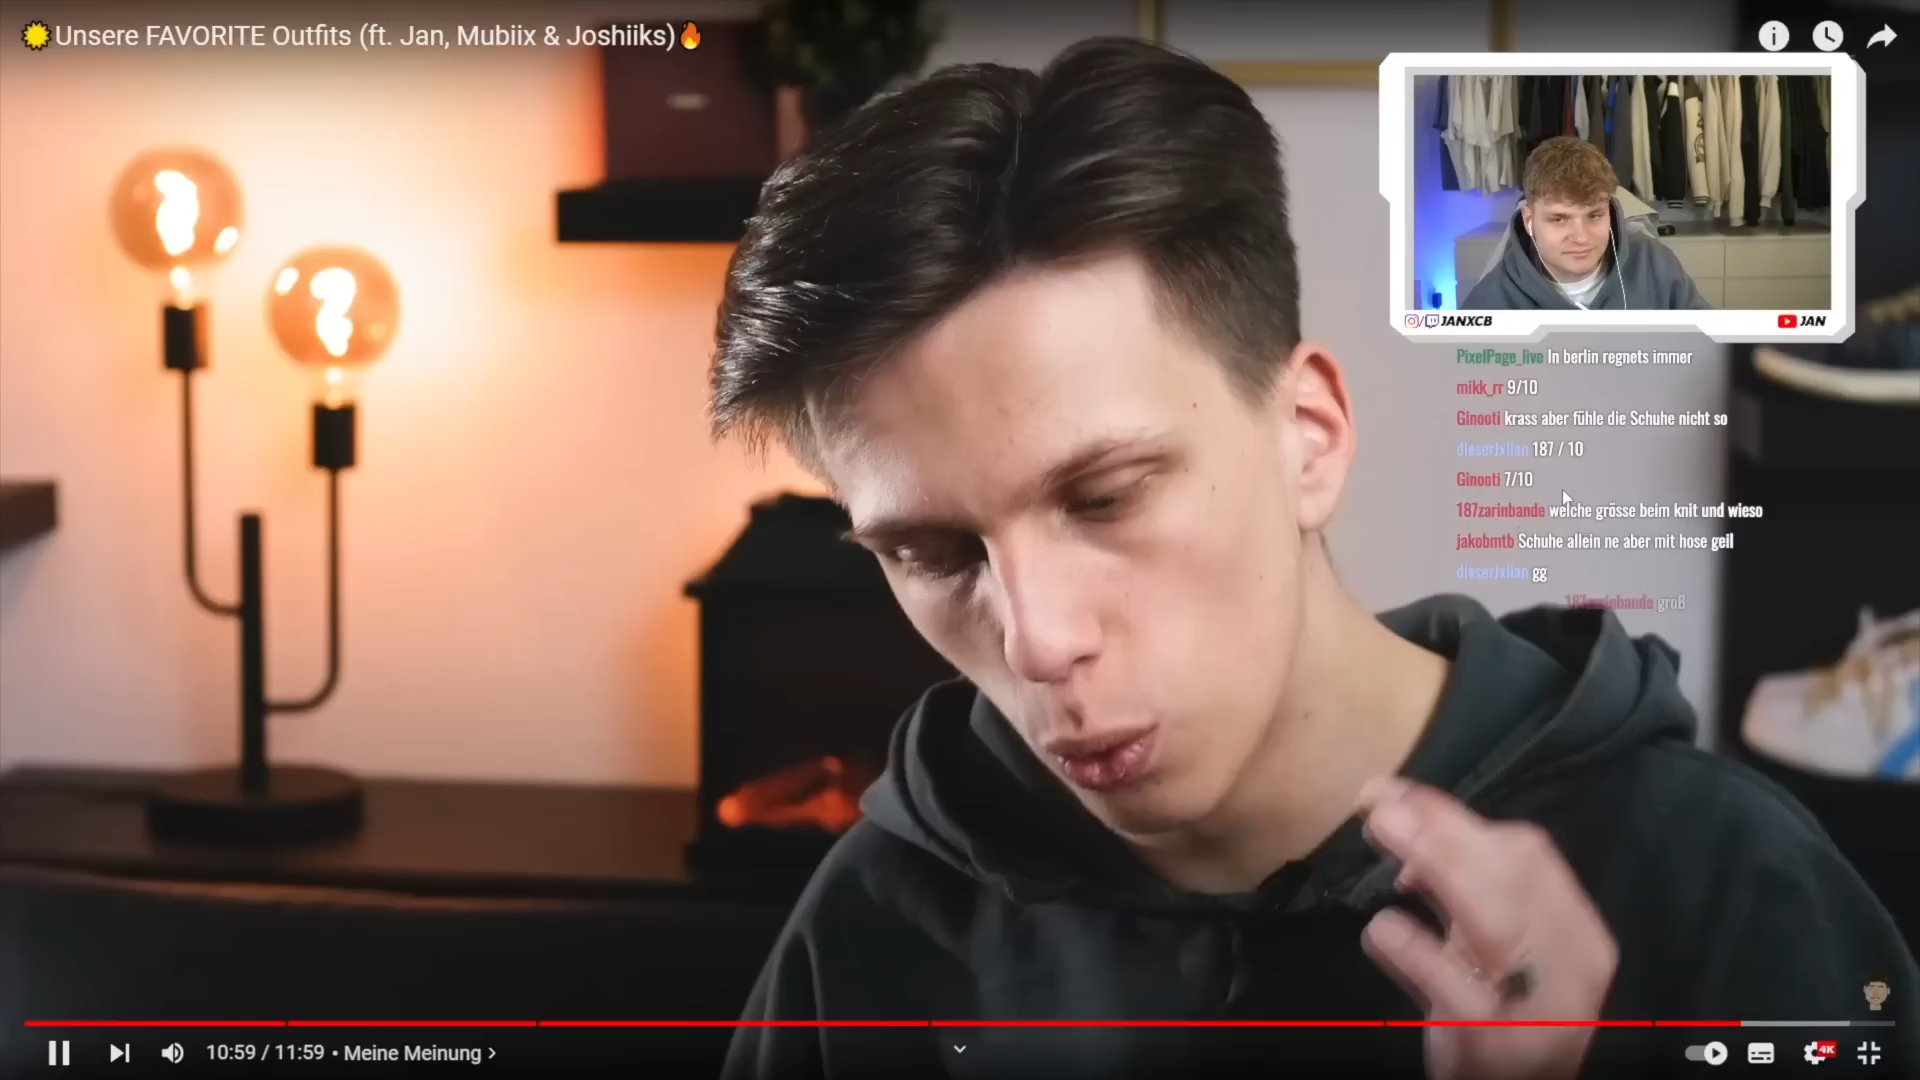 Unsere FAVORITE Outfits (ft. Jan, Mubiix & Joshiiks)
JANXCB
JAN
PixelPage_live In berlin regnets immer
mikk_rr 9/10
Ginooti krass aber fühle die Schuhe nicht so
dieserJxlian 187 / 10
Ginooti 7/10
187zarinbande welche grösse beim knit und wieso
jakobmtb Schuhe allein ne aber mit hose geil
dieserJxlian gg
187zarinbande groß
10:59 / 11:59 • Meine Meinung
4K